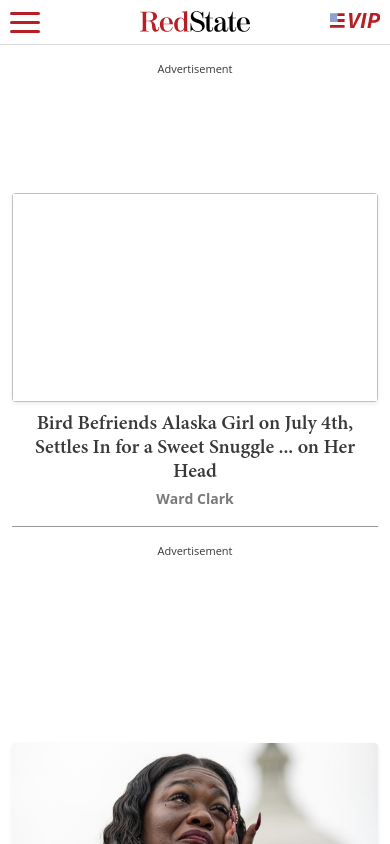 RedState
VIP
Advertisement
Bird Befriends Alaska Girl on July 4th,
Settles In for a Sweet Snuggle ... on Her
Head
Ward Clark
Advertisement